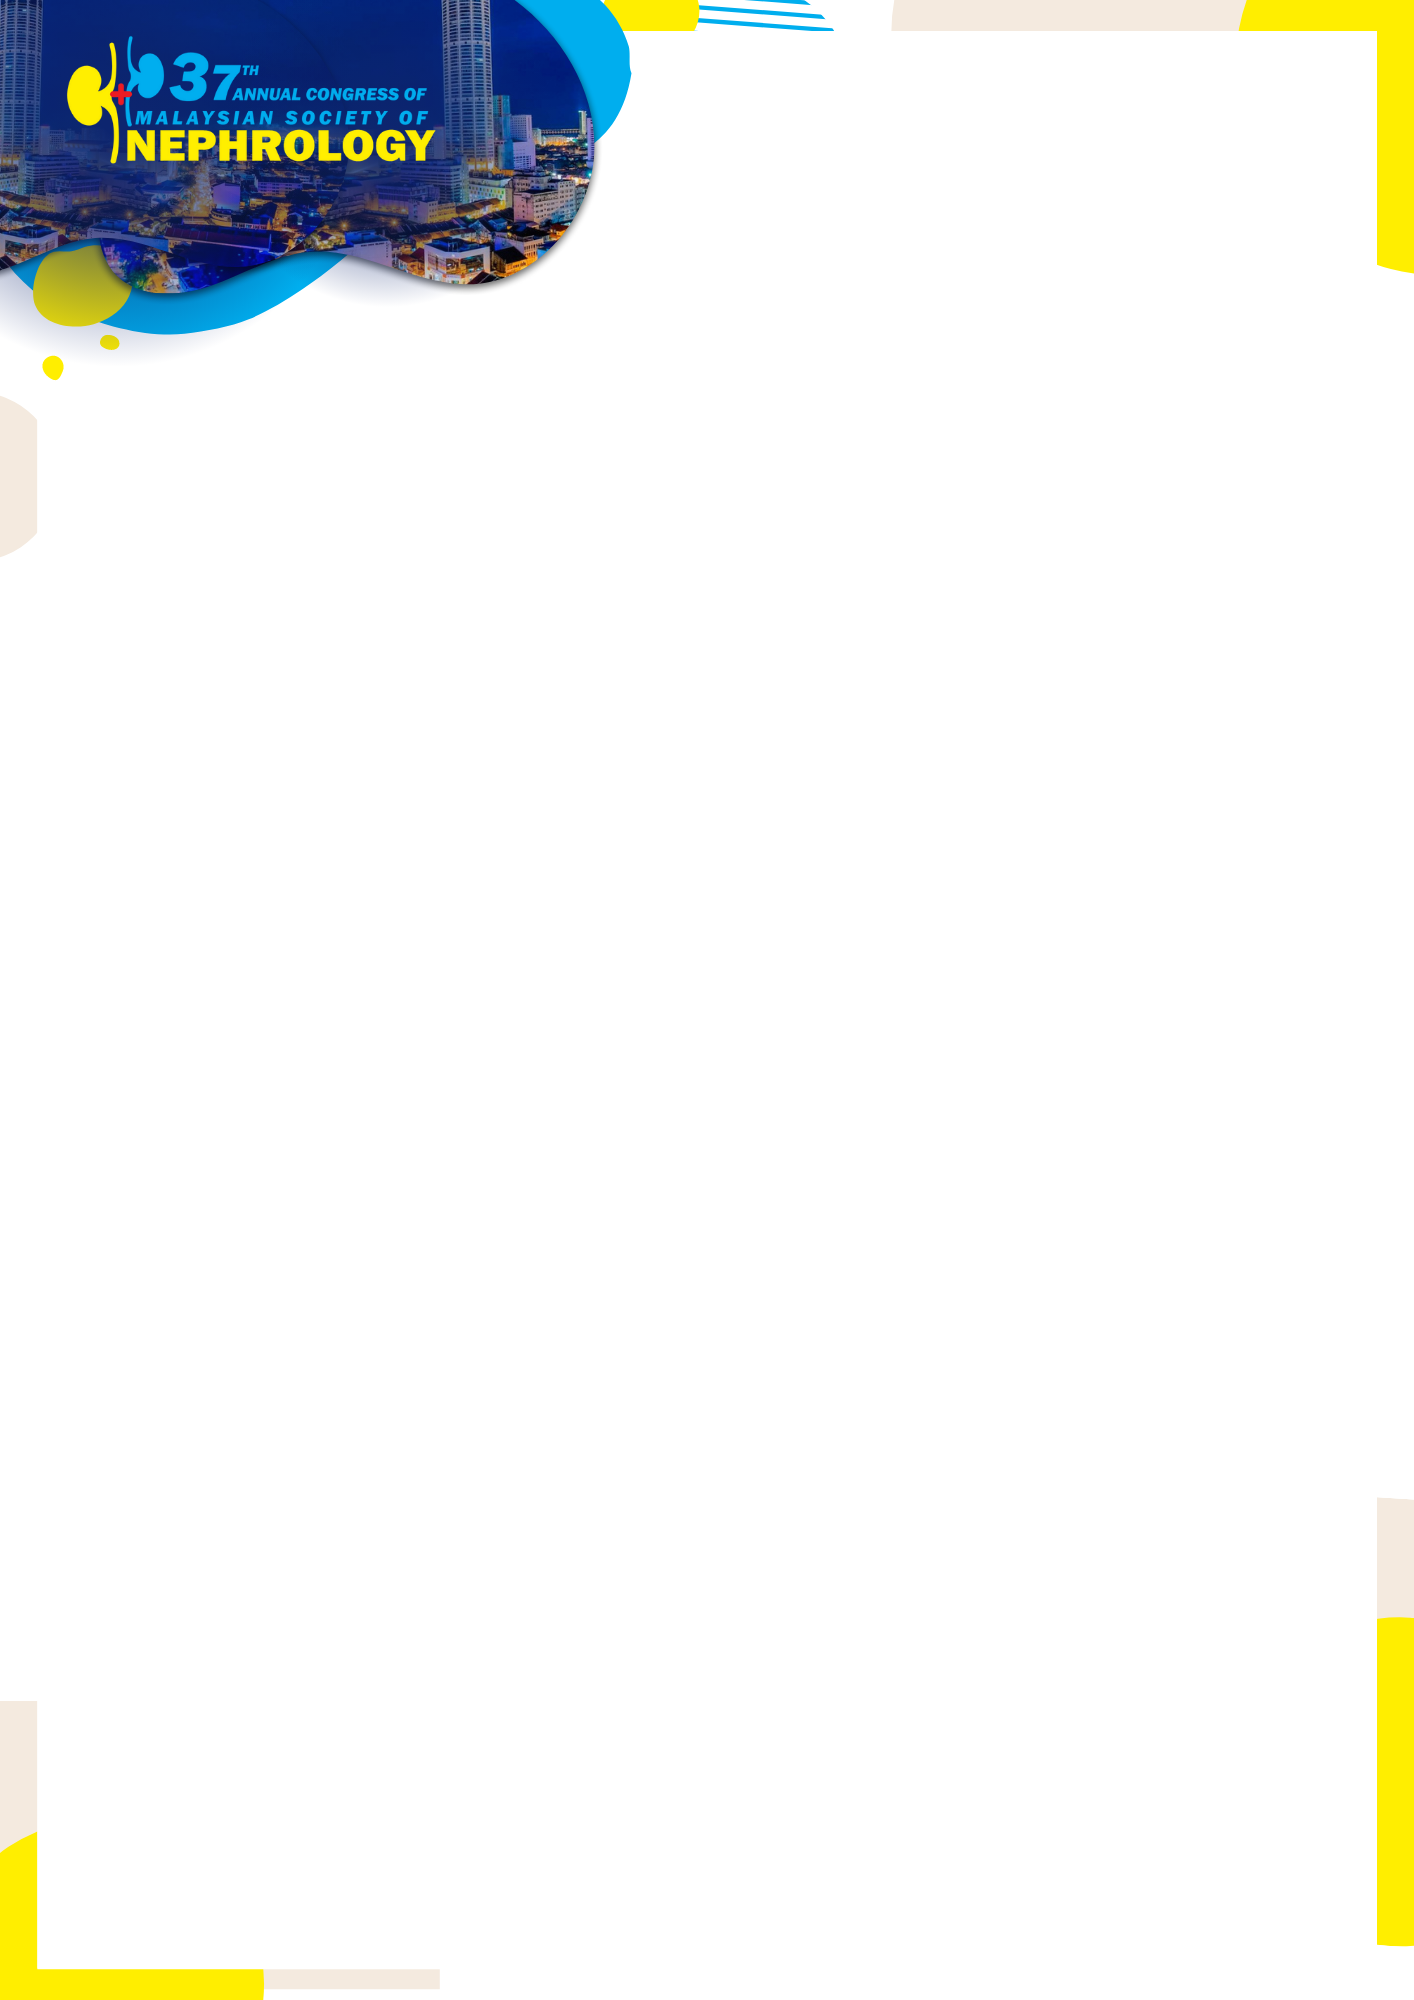 37TH ANNUAL CONGRESS OF
MALAYSIAN SOCIETY OF
NEPHROLOGY